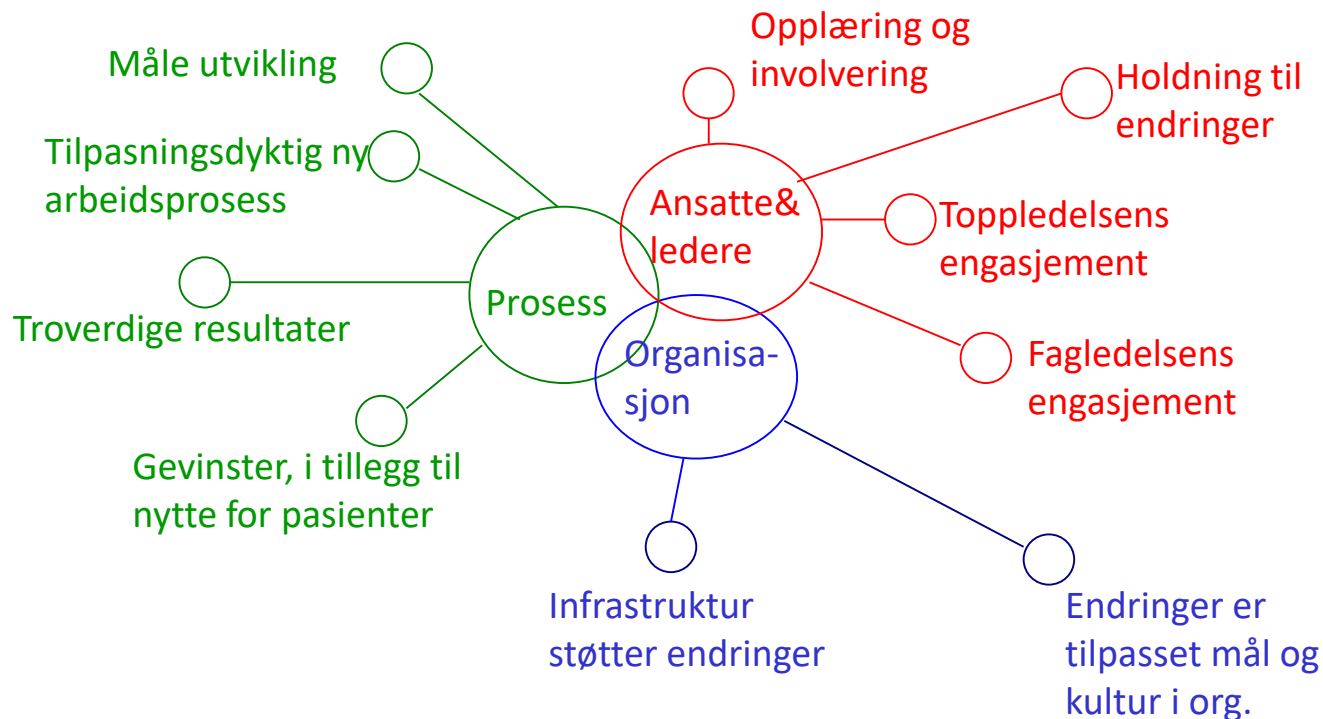 Måle utvikling
Tilpasningsdyktig ny
arbeidsprosess
Troverdige resultater
Gevinster, i tillegg til
nytte for pasienter
Prosess
Opplæring og
involvering
Holdning til
endringer
Ansatte&
ledere
Toppledelsens
engasjement
Fagledelsens
engasjement
Organisa-
sjon
Infrastruktur
støtter endringer
Endringer er
tilpasset mål og
kultur i org.